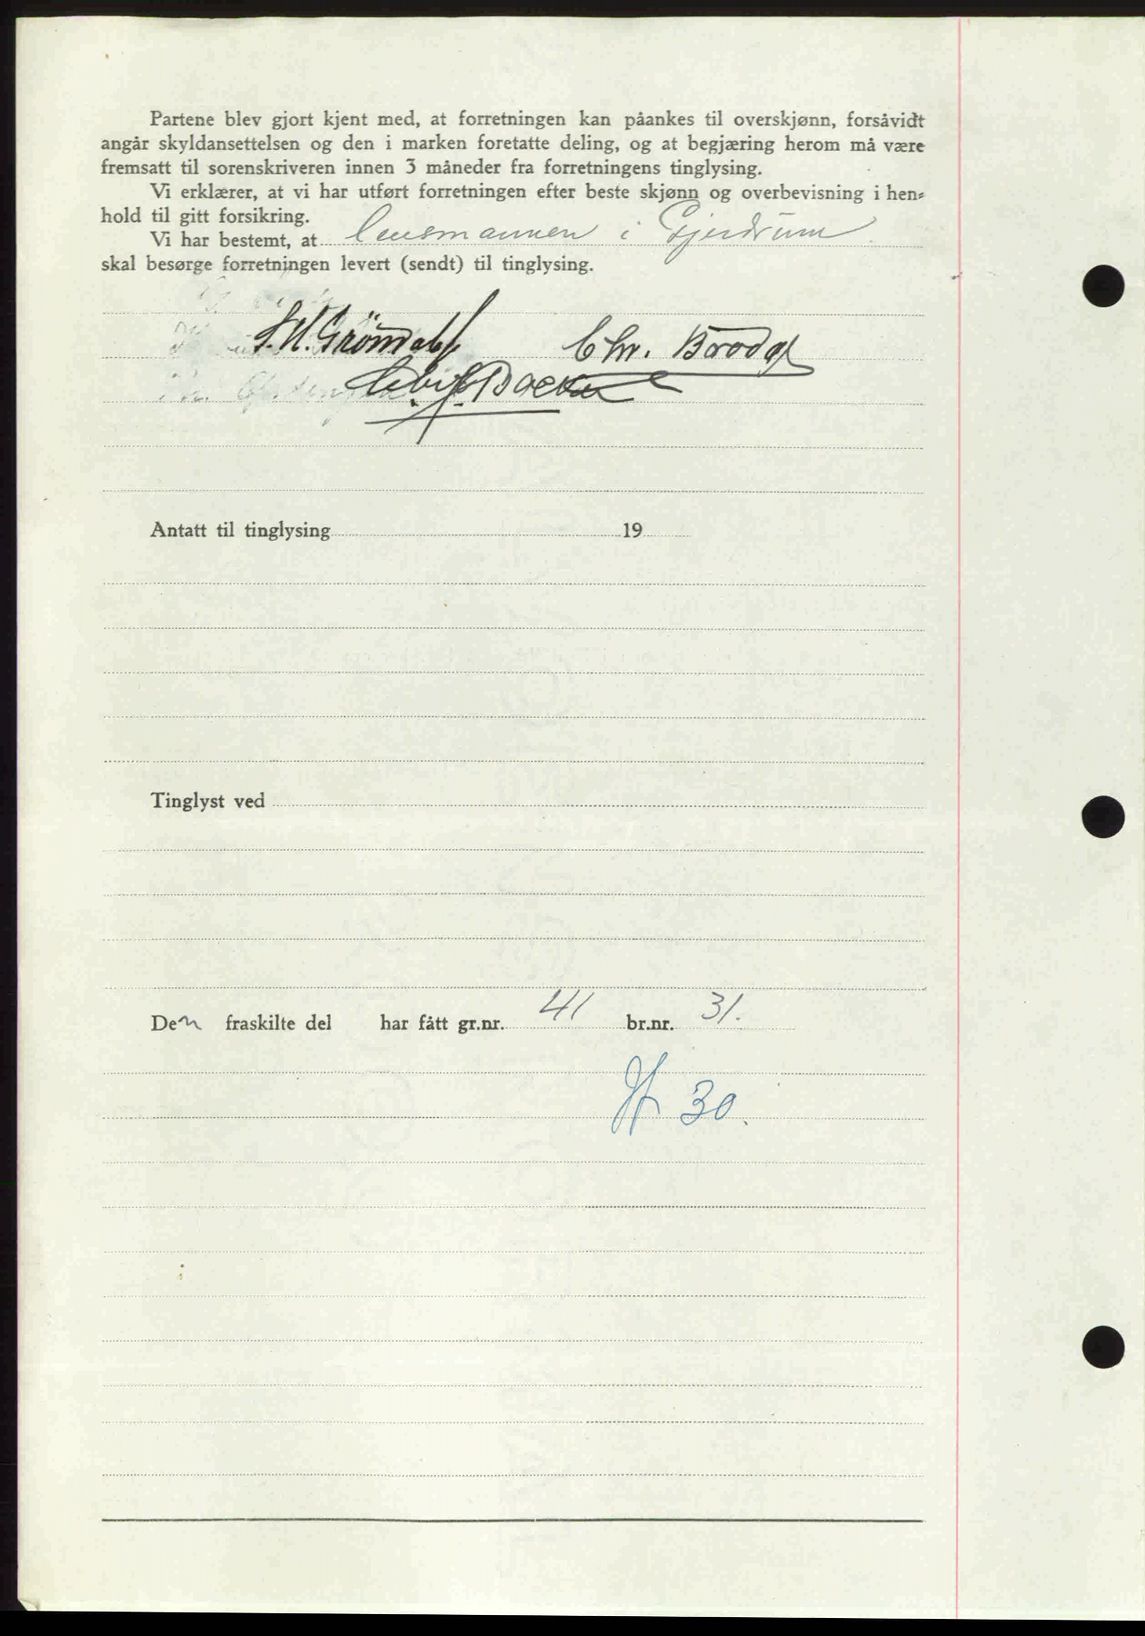 Partene blev gjort kjent med, at forretningen kan påankes til overskjønn, forsåvidt
angår skyldansettelsen og den i marken foretatte deling, og at begjæring herom må være
fremsatt til sorenskriveren innen 3 måneder fra forretningens tinglysing.
Vi erklærer, at vi har utført forretningen efter beste skjønn og overbevisning i hen-
hold til gitt forsikring.
Vi har bestemt, at lensmannen i Gjerdrum
skal besørge forretningen levert (sendt) til tinglysing.
Chr.
Antatt til tinglysing 19
Tinglyst ved
Den fraskilte del har fått gr.nr. 41 br.nr. 31.
30.